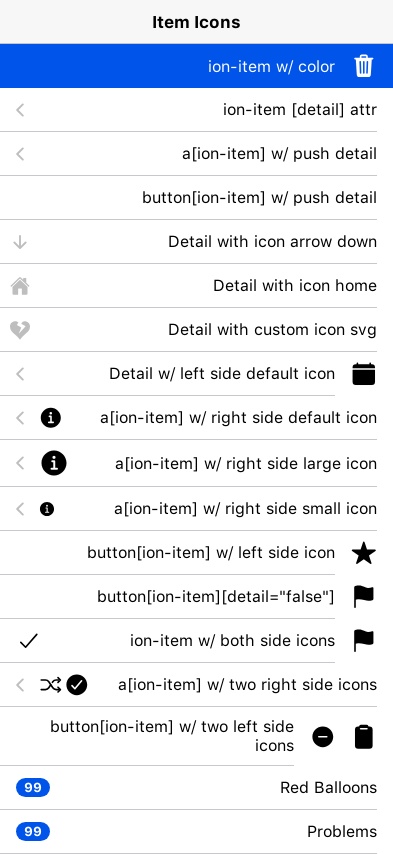 Item Icons
ion-item w/ color
ion-item [detail] attr
a[ion-item] w/ push detail
button[ion-item] w/ push detail
Detail with icon arrow down
Detail with icon home
Detail with custom icon svg
Detail w/ left side default icon
a[ion-item] w/ right side default icon
a[ion-item] w/ right side large icon
a[ion-item] w/ right side small icon
button[ion-item] w/ left side icon
button[ion-item][detail="false"]
ion-item w/ both side icons
a[ion-item] w/ two right side icons
button[ion-item] w/ two left side
icons
Red Balloons
99
Problems
99